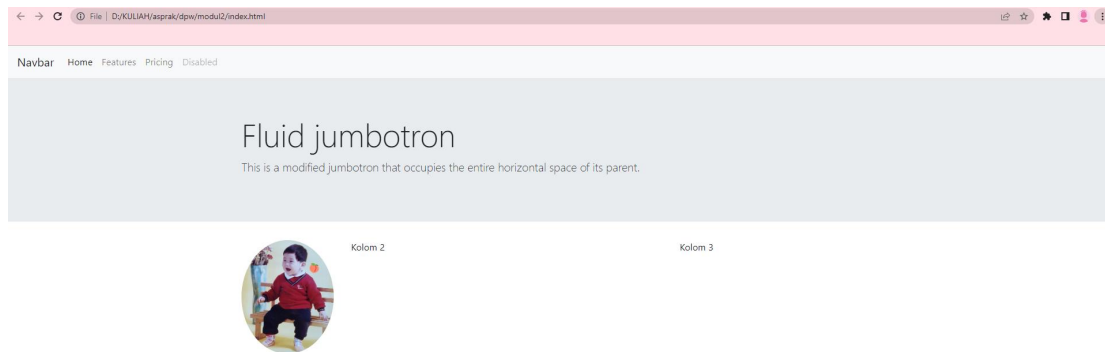 File | D:/KULIAH/asprak/dpw/modul2/index.html
Navbar Home Features Pricing Disabled
Fluid jumbotron
This is a modified jumbotron that occupies the entire horizontal space of its parent.
Kolom 2 Kolom 3